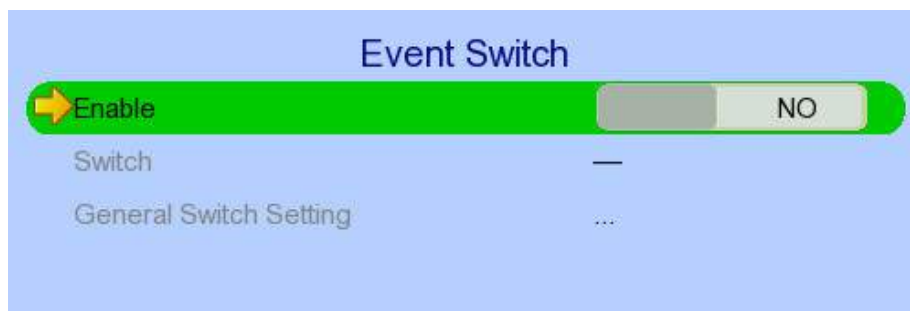 Event Switch
Enable NO
Switch —
General Switch Setting ...